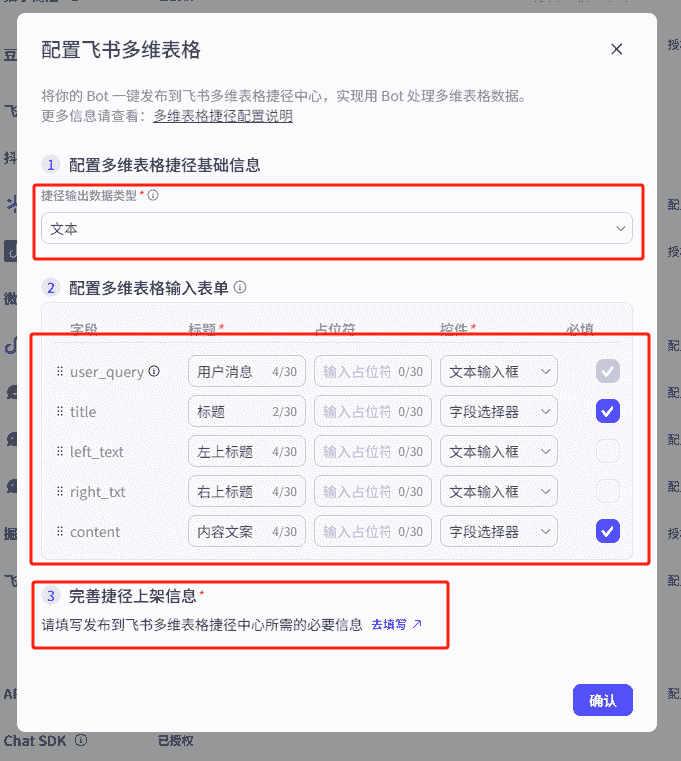 配置飞书多维表格
将你的 Bot 一键发布到飞书多维表格捷径中心，实现用 Bot 处理多维表格数据。
更多信息请查看：多维表格捷径配置说明
1 配置多维表格捷径基础信息
捷径输出数据类型*
文本
2 配置多维表格输入表单
字段 标题* 占位符 控件* 必填
user_query 用户消息 4/30 输入占位符 0/30 文本输入框
title 标题 2/30 输入占位符 0/30 字段选择器
left_text 左上标题 4/30 输入占位符 0/30 文本输入框
right_txt 右上标题 4/30 输入占位符 0/30 文本输入框
content 内容文案 4/30 输入占位符 0/30 字段选择器
3 完善捷径上架信息*
请填写发布到飞书多维表格捷径中心所需的必要信息 去填写
确认
Chat SDK 已授权